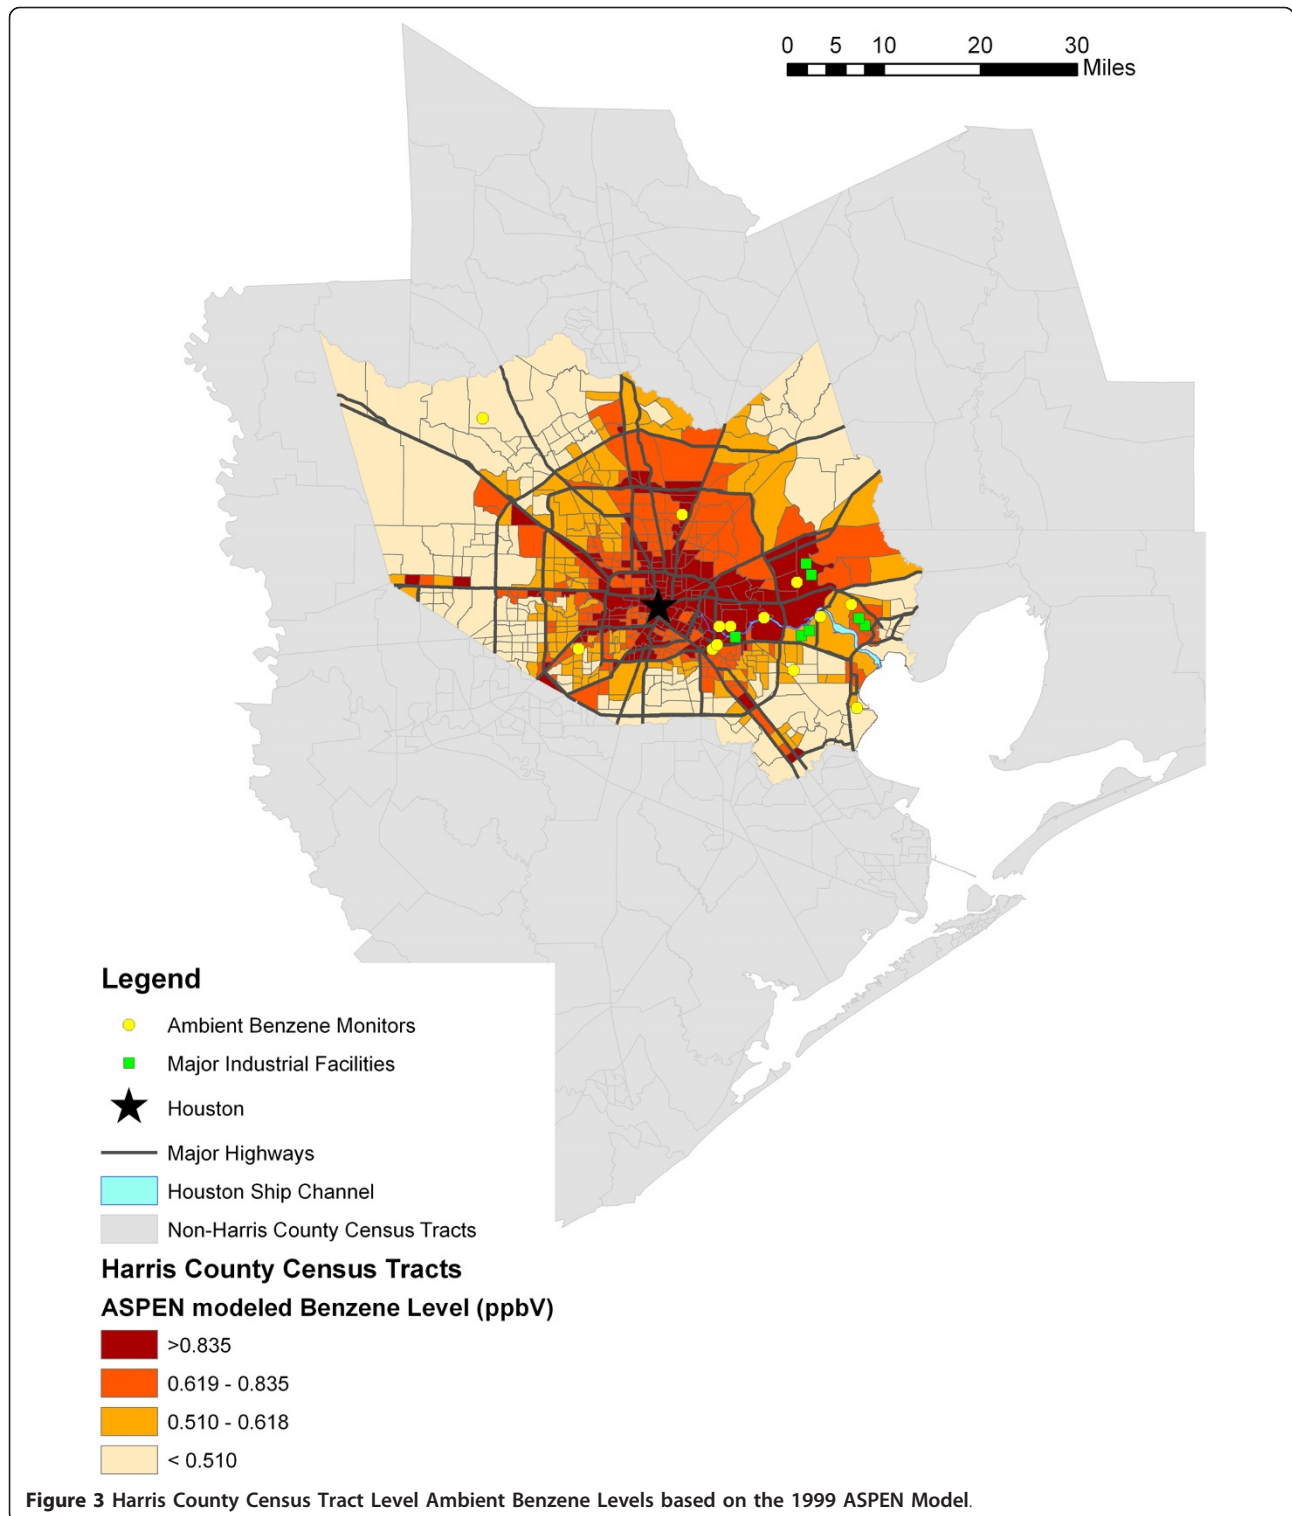 0 5 10 20 30
Miles
Legend
Ambient Benzene Monitors
Major Industrial Facilities
Houston
Major Highways
Houston Ship Channel
Non-Harris County Census Tracts
Harris County Census Tracts
ASPEN modeled Benzene Level (ppbV)
>0.835
0.619 - 0.835
0.510 - 0.618
< 0.510
Figure 3 Harris County Census Tract Level Ambient Benzene Levels based on the 1999 ASPEN Model.